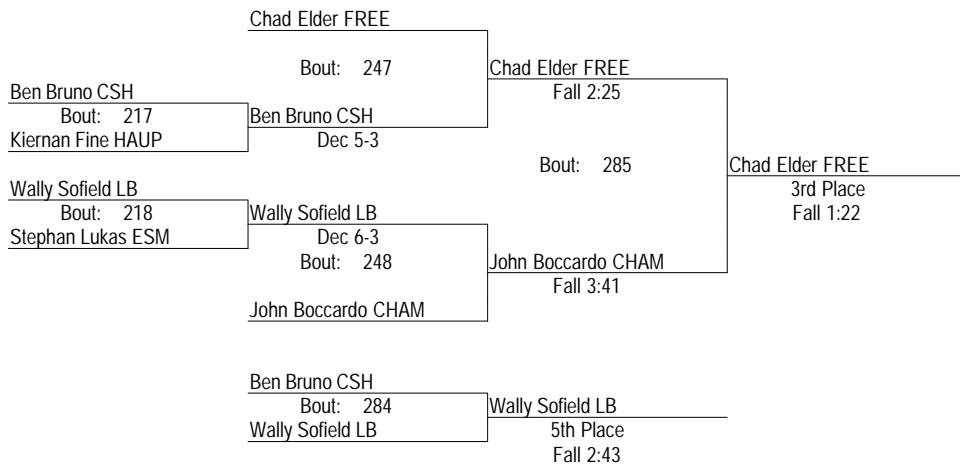 Chad Elder FREE
Bout: 247
Chad Elder FREE
Fall 2:25
Ben Bruno CSH
Bout: 217
Ben Bruno CSH
Kiernan Fine HAUP
Dec 5-3
Bout: 285
Chad Elder FREE
3rd Place
Fall 1:22
Wally Sofield LB
Bout: 218
Wally Sofield LB
Stephan Lukas ESM
Dec 6-3
Bout: 248
John Boccardo CHAM
Fall 3:41
John Boccardo CHAM
Ben Bruno CSH
Bout: 284
Wally Sofield LB
Wally Sofield LB
5th Place
Fall 2:43